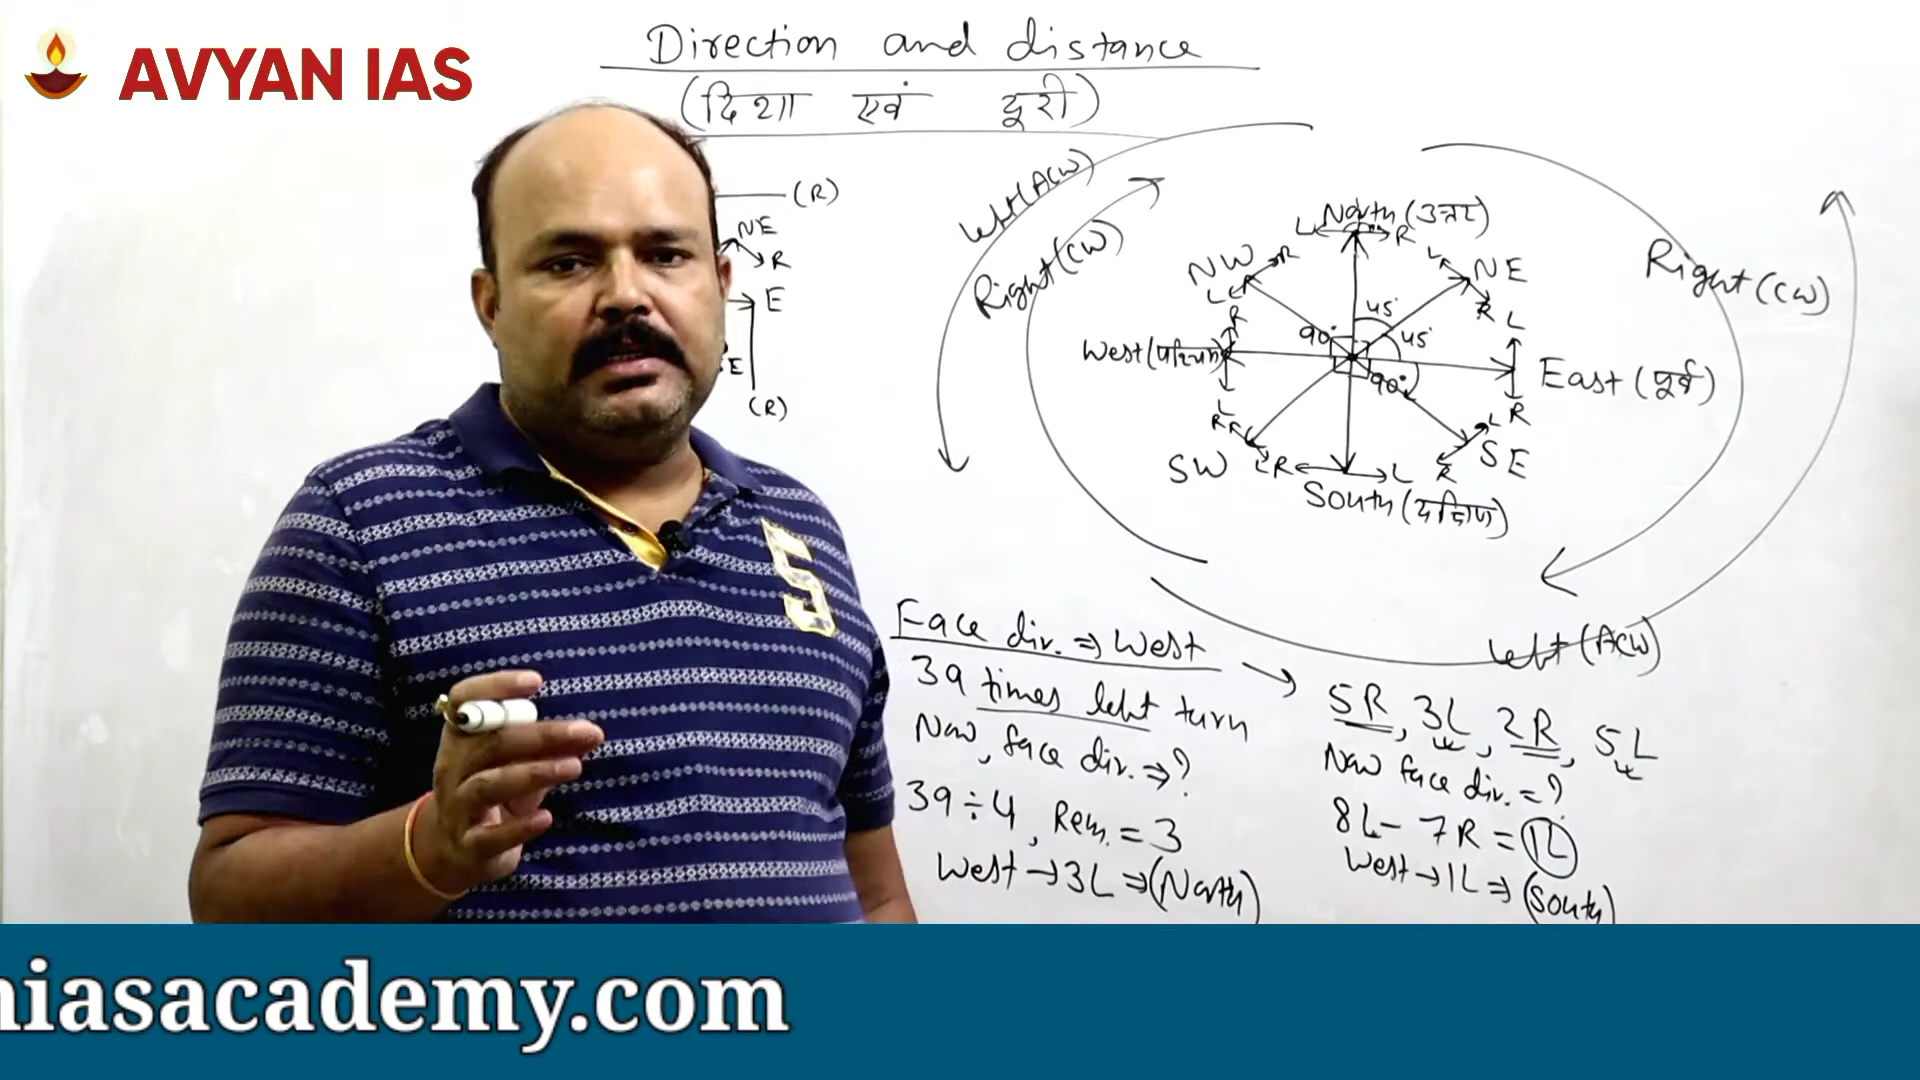 AVYAN IAS
Direction and distance
(दिशा एवं दूरी)
(R)
NE
R
E
E
(R)
Left (ACW)
Right (CW)
Right (CW)
Left (ACW)
L North (उत्तर) R
NW R
L
L NE
R
45°
45°
90°
90°
R
West (पश्चिम)
L
L
East (पूर्व)
R
R
SW L
R L
South (दक्षिण)
L
SE
R
Face dir. ⇒ West
39 times left turn
Now, face dir. ⇒ ?
39 ÷ 4, Rem. = 3
West → 3L ⇒ (North)
5R, 3L, 2R, 5L
Now face dir. = ?
8L - 7R = 1L
West → 1L ⇒ (South)
niasacademy.com